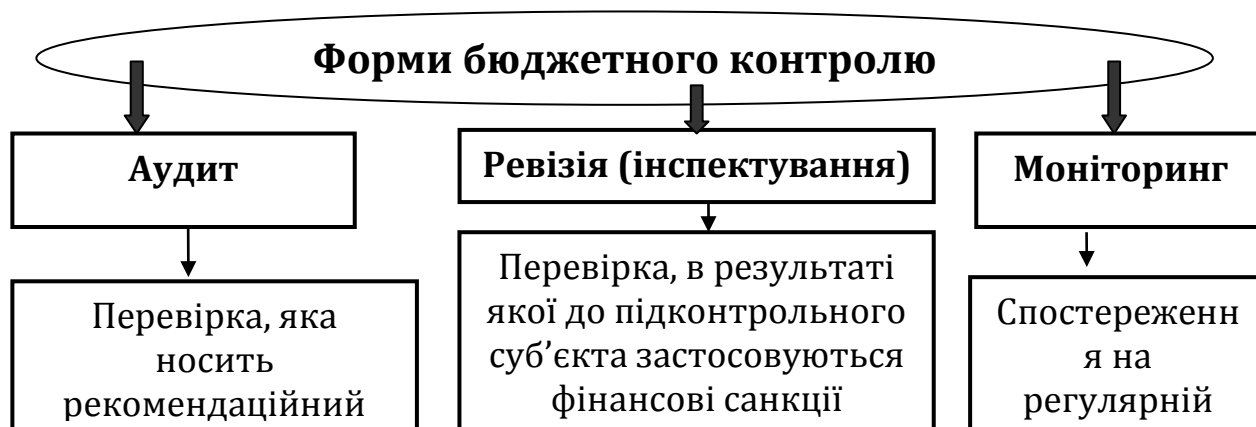 Форми бюджетного контролю
Аудит
Ревізія (інспектування)
Моніторинг
Перевірка, яка
носить
рекомендаційний
Перевірка, в результаті
якої до підконтрольного
суб’єкта застосовуються
фінансові санкції
Спостереженн
я на
регулярній